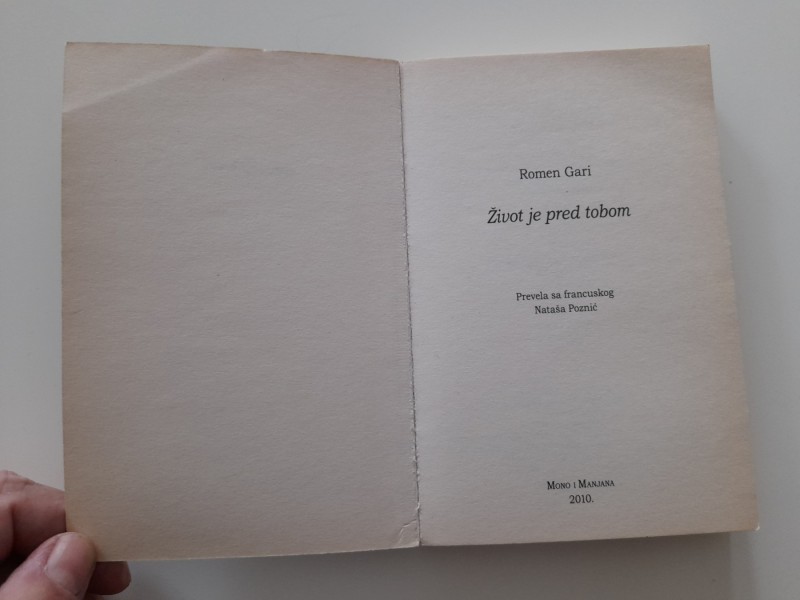 Romen Gari
Život je pred tobom
Prevela sa francuskog
Nataša Poznić
MONO I MANJANA
2010.